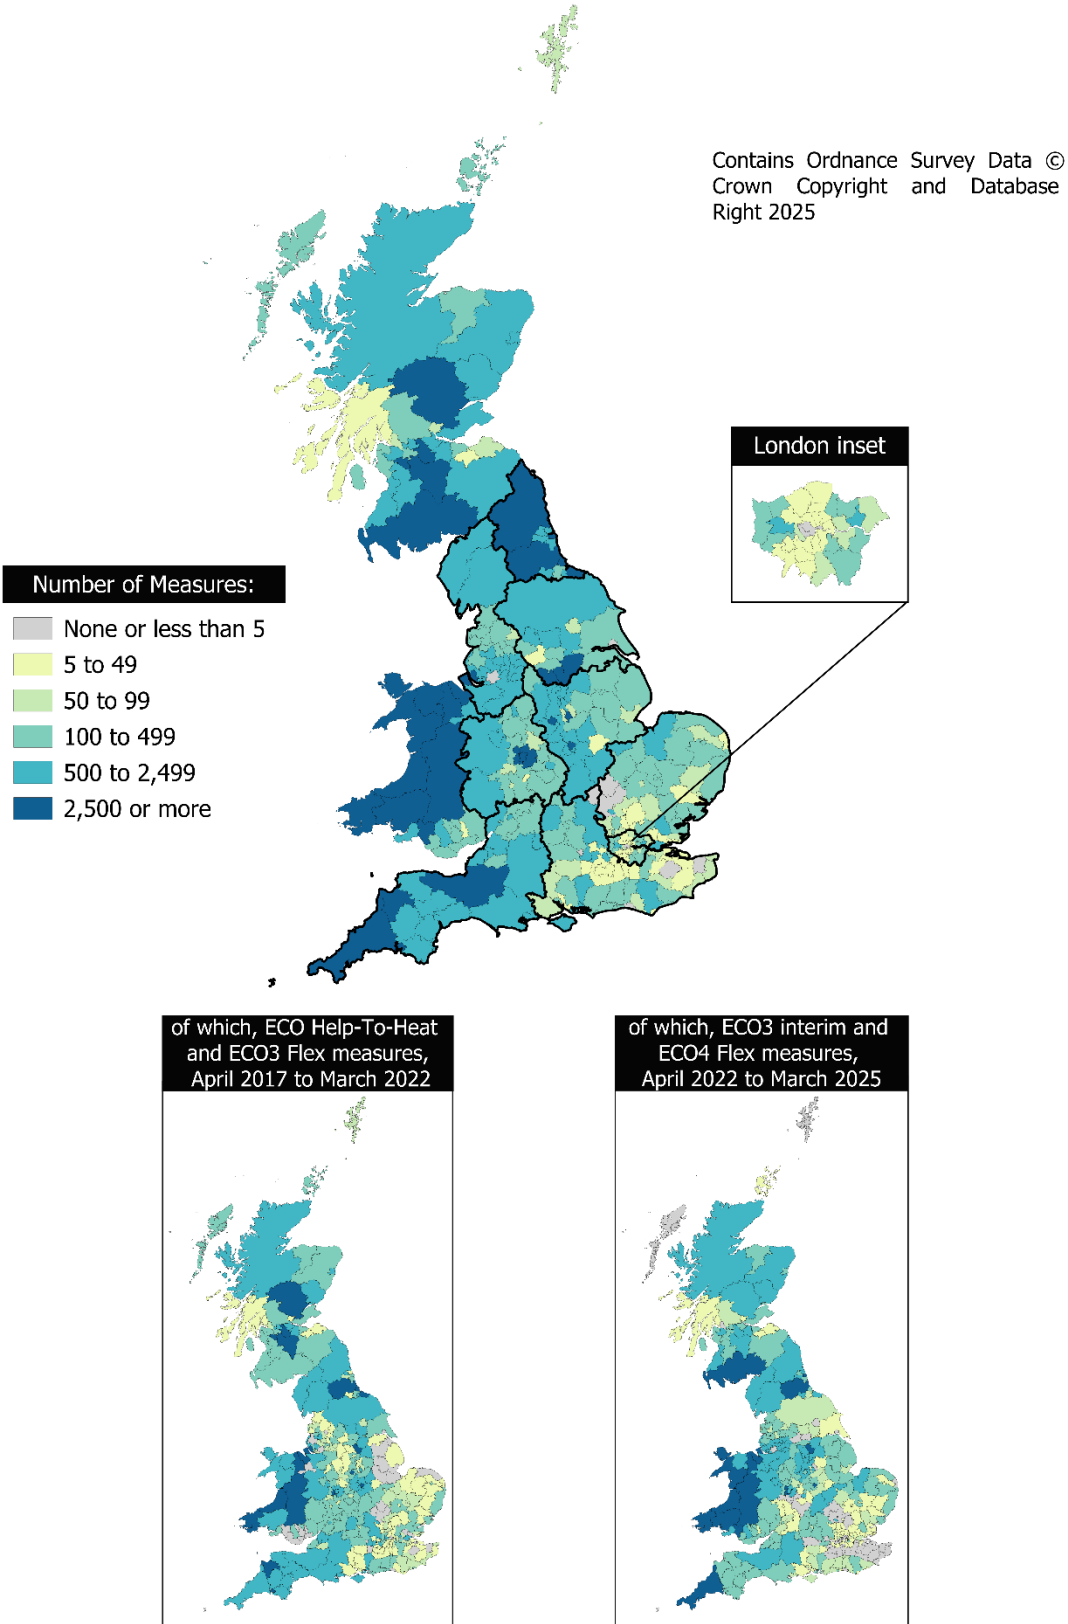 Contains Ordnance Survey Data ©
Crown Copyright and Database
Right 2025
London inset
Number of Measures:
None or less than 5
5 to 49
50 to 99
100 to 499
500 to 2,499
2,500 or more
of which, ECO Help-To-Heat
and ECO3 Flex measures,
April 2017 to March 2022
of which, ECO3 interim and
ECO4 Flex measures,
April 2022 to March 2025